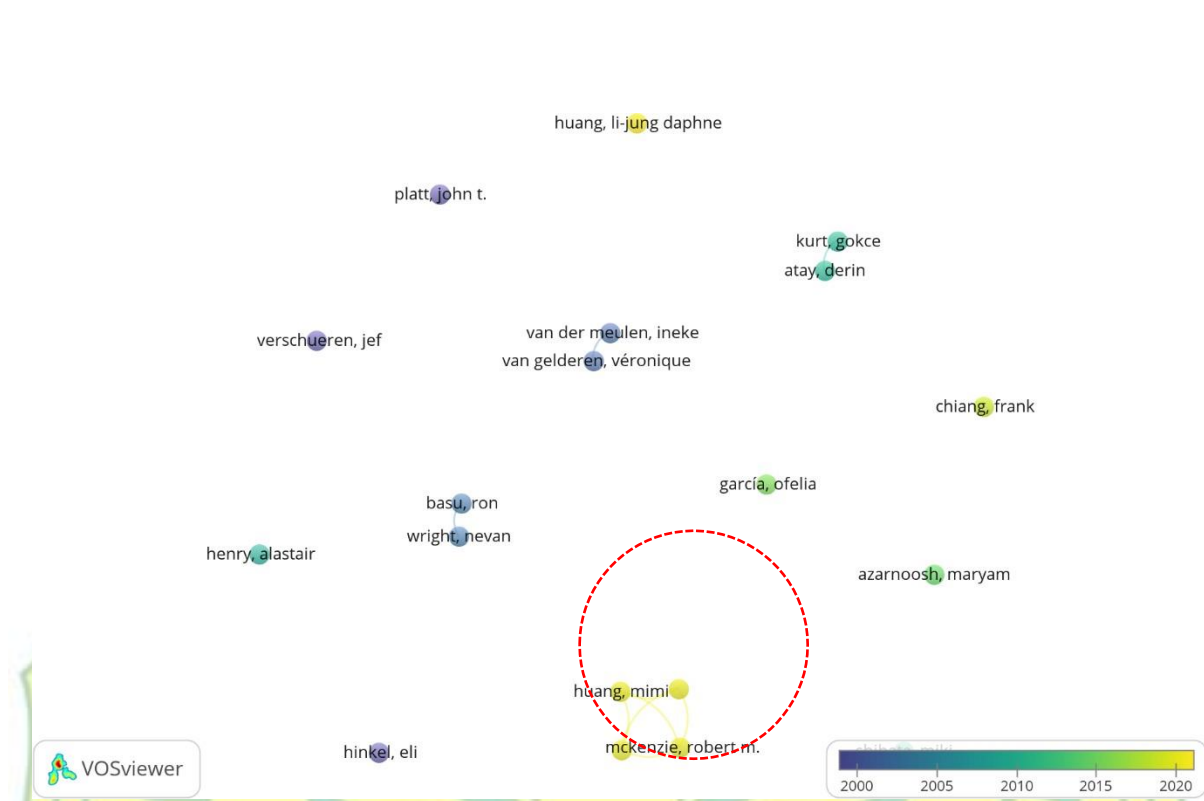 huang, li-jung daphne
platt, john t.
kurt, gokce
atay, derin
van der meulen, ineke
verschueren, jef
van gelderen, véronique
chiang, frank
garcía, ofelia
basu, ron
wright, nevan
henry, alastair
azarnoosh, maryam
huang, mimi
mckenzie, robert m.
hinkel, eli
VOSviewer
2000 2005 2010 2015 2020